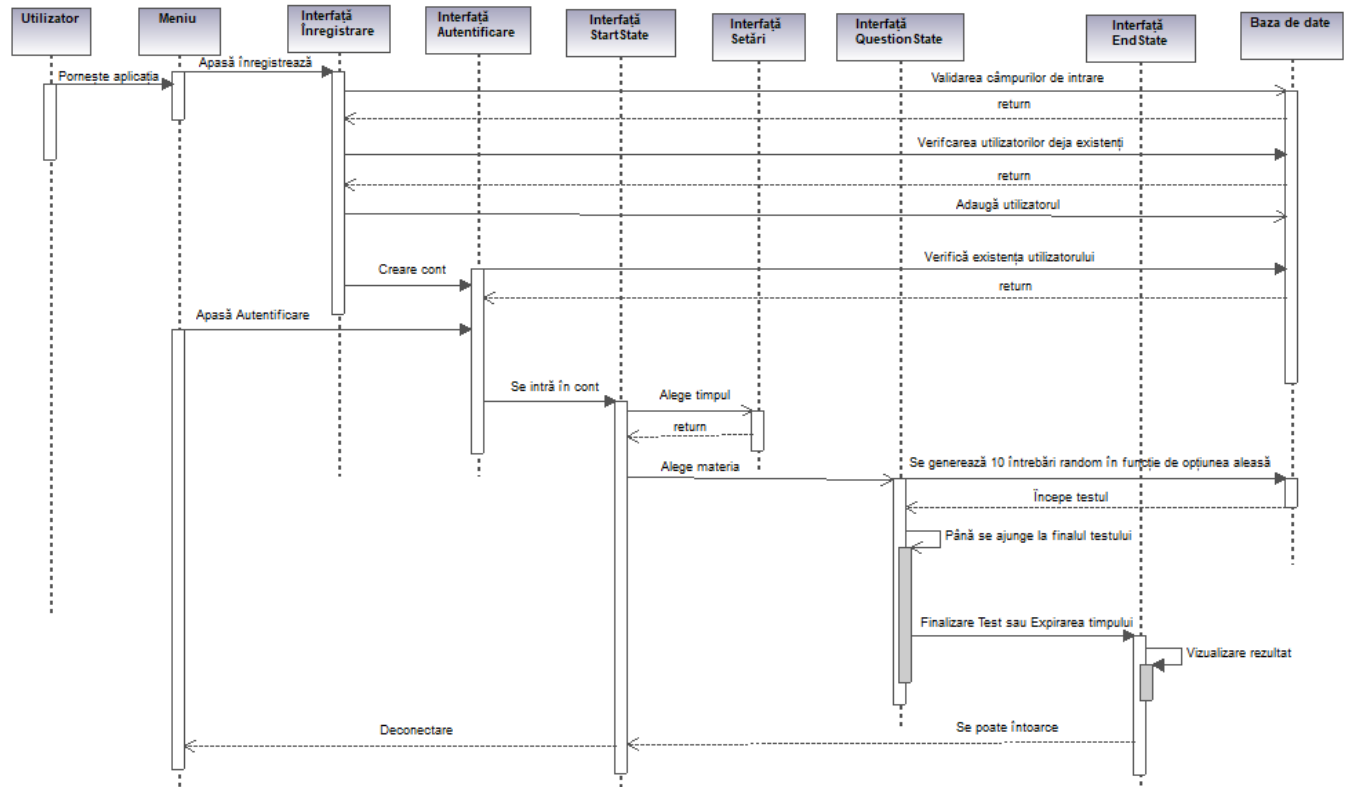 Utilizator
Meniu
Interfață
Înregistrare
Interfață
Autentificare
Interfață
StartState
Interfață
Setări
Interfață
QuestionState
Interfață
EndState
Baza de date
Pornește aplicația
Apasă înregistrează
Validarea câmpurilor de intrare
return
Verifcarea utilizatorilor deja existenți
return
Adaugă utilizatorul
Verifică existența utilizatorului
Creare cont
return
Apasă Autentificare
Se intră în cont
Alege timpul
return
Alege materia
Se generează 10 întrebări random în funcție de opțiunea aleasă
Începe testul
Până se ajunge la finalul testului
Finalizare Test sau Expirarea timpului
Vizualizare rezultat
Deconectare
Se poate întoarce